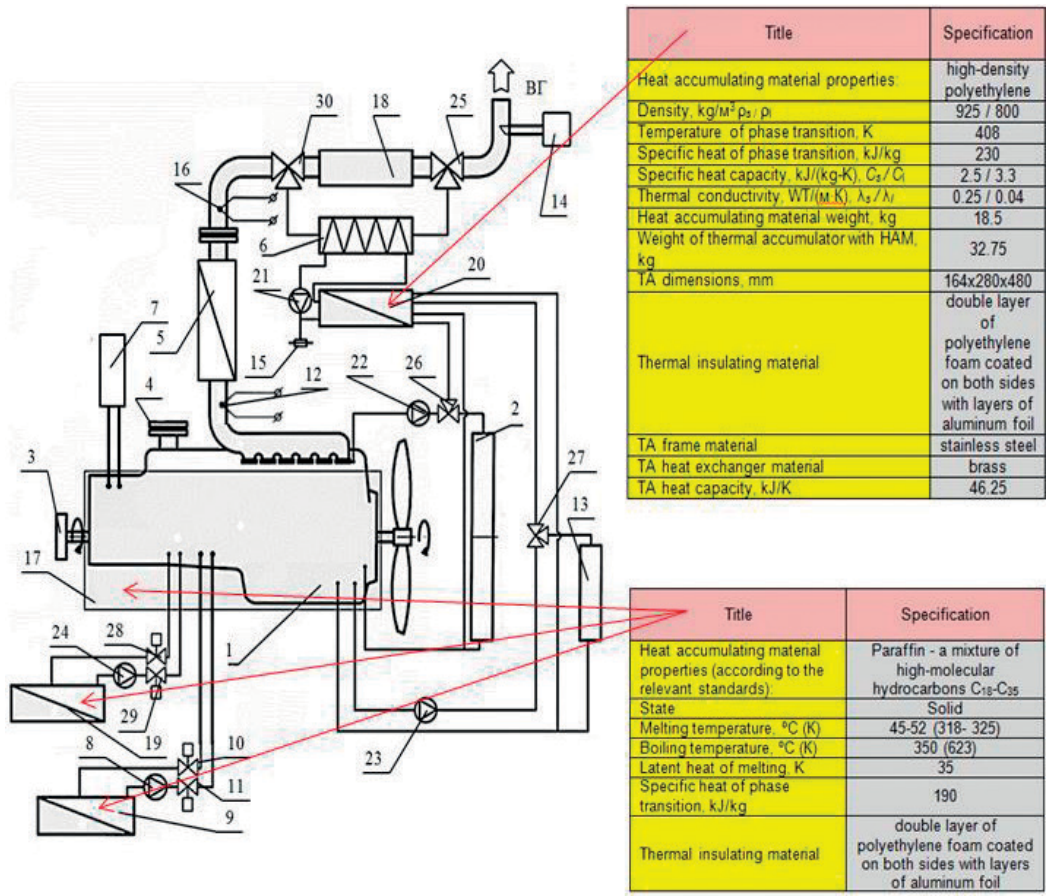 Title Specification
Heat accumulating material properties: high-density
polyethylene
Density, kg/м³ ρs / ρl 925 / 800
Temperature of phase transition, K 408
Specific heat of phase transition, kJ/kg 230
Specific heat capacity, kJ/(kg-K), Cs / Cl 2.5 / 3.3
Thermal conductivity, WT/(м·K), λs / λl 0.25 / 0.04
Heat accumulating material weight, kg 18.5
Weight of thermal accumulator with HAM,
kg 32.75
TA dimensions, mm 164x280x480
Thermal insulating material double layer
of
polyethylene
foam coated
on both sides
with layers of
aluminum foil
TA frame material stainless steel
TA heat exchanger material brass
TA heat capacity, kJ/K 46.25
ВГ
30
18
25
14
16
6
21
20
7
5
15
22
26
4
12
2
3
27
13
17
28
24
1
29
19
23
8
10
11
9
Title Specification
Heat accumulating material
properties (according to the
relevant standards): Paraffin - a mixture of
high-molecular
hydrocarbons C18-C35
State Solid
Melting temperature, ⁰C (K) 45-52 (318- 325)
Boiling temperature, ⁰C (K) 350 (623)
Latent heat of melting, K 35
Specific heat of phase
transition, kJ/kg 190
Thermal insulating material double layer of
polyethylene foam coated
on both sides with layers
of aluminum foil